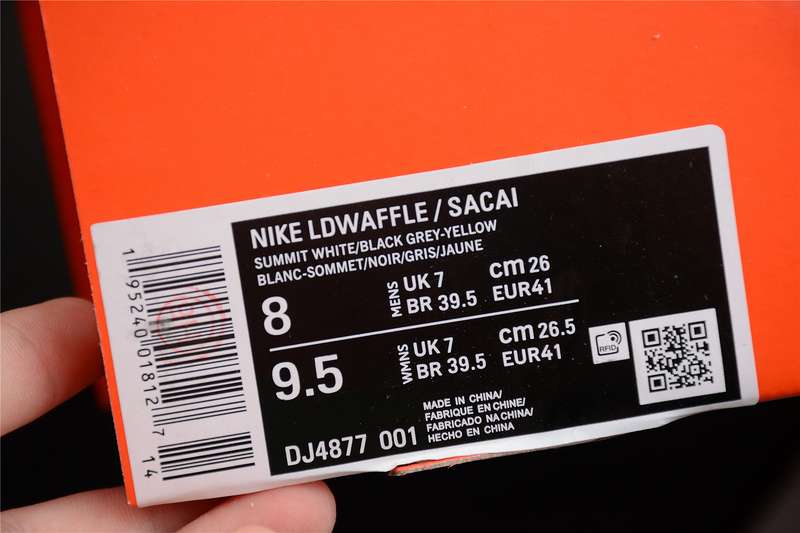 NIKE LDWAFFLE / SACAI
SUMMIT WHITE/BLACK GREY-YELLOW
BLANC-SOMMET/NOIR/GRIS/JAUNE
8 MENS UK 7 cm 26
BR 39.5 EUR41
9.5 WMNS UK 7 cm 26.5
BR 39.5 EUR41
RFID
DJ4877 001
MADE IN CHINA/
FABRIQUE EN CHINE/
FABRICADO NA CHINA/
HECHO EN CHINA
1 95240 01812 7 14